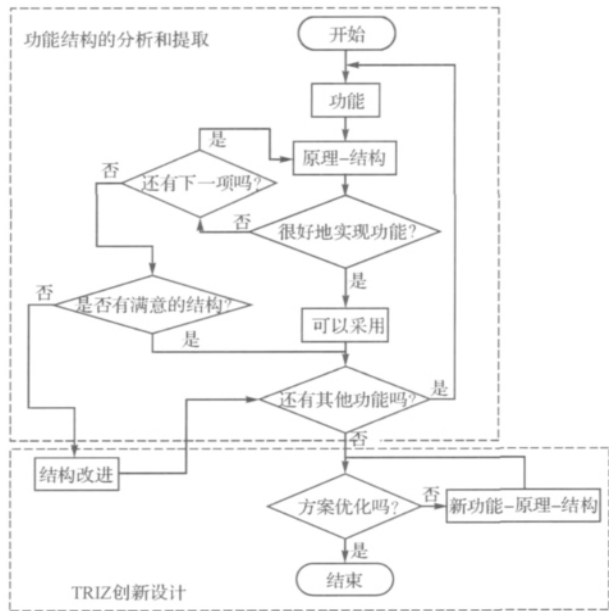 开始
功能结构的分析和提取
功能
是
原理-结构
否
还有下一项吗?
否
很好地实现功能?
是
否
是否有满意的结构?
可以采用
是
还有其他功能吗?
是
否
结构改进
方案优化吗?
否
新功能-原理-结构
是
结束
TRIZ创新设计